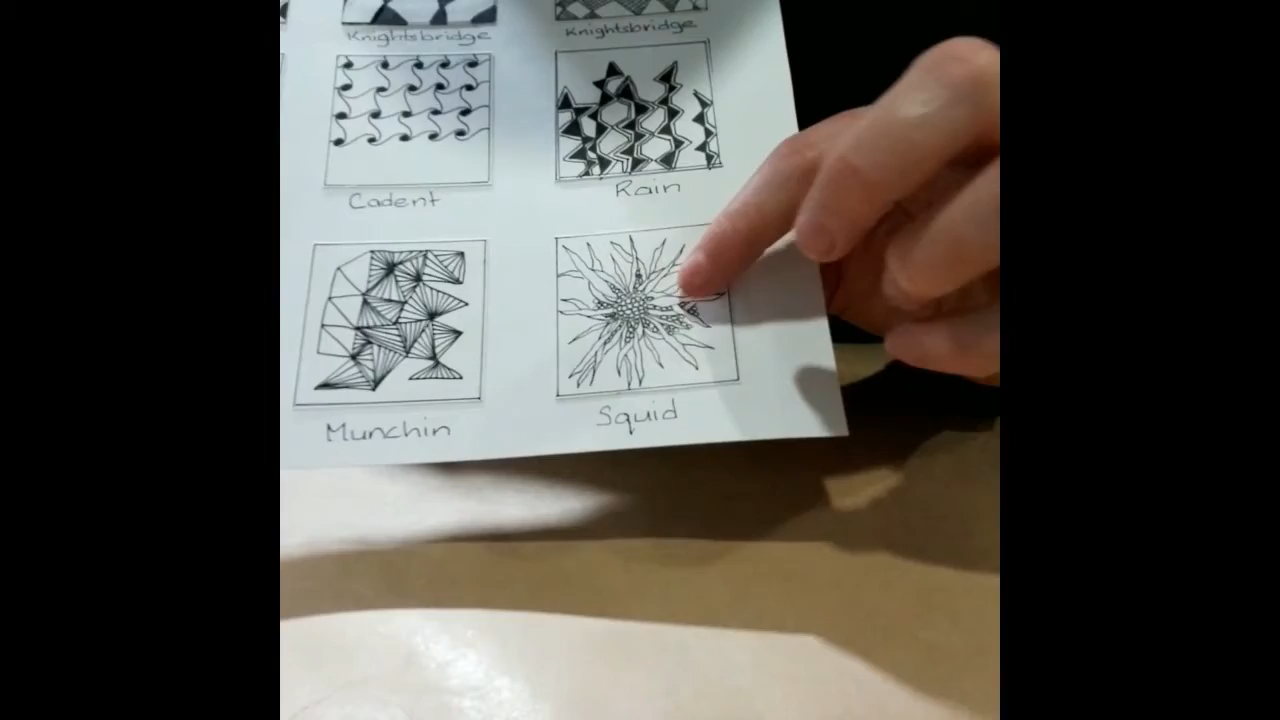 Knightsbridge
Knightsbridge
Cadent
Rain
Munchin
Squid